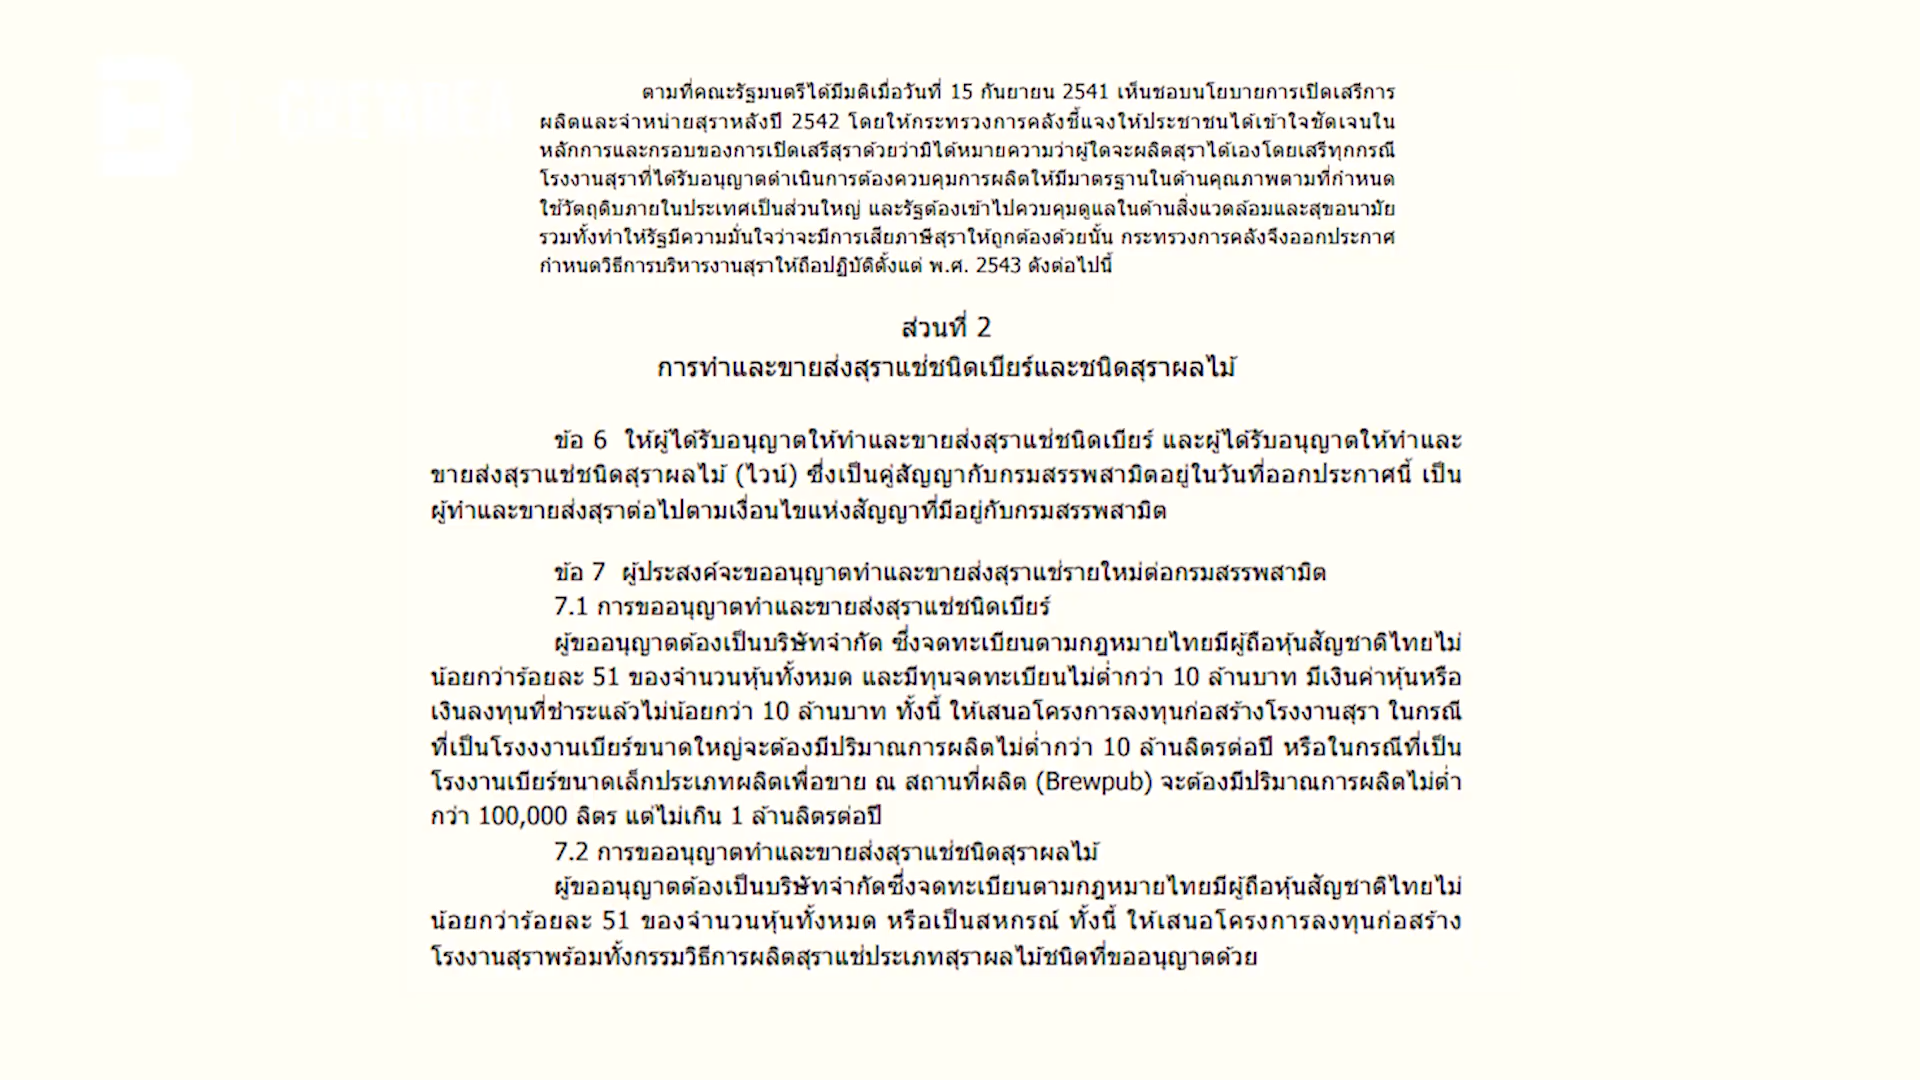 ตามที่คณะรัฐมนตรีได้มีมติเมื่อวันที่ 15 กันยายน 2541 เห็นชอบนโยบายการเปิดเสรีการ
ผลิตและจำหน่ายสุราหลังปี 2542 โดยให้กระทรวงการคลังชี้แจงให้ประชาชนได้เข้าใจชัดเจนใน
หลักการและกรอบของการเปิดเสรีสุราด้วยว่ามิได้หมายความว่าผู้ใดจะผลิตสุราได้เองโดยเสรีทุกกรณี
โรงงานสุราที่ได้รับอนุญาตดำเนินการต้องควบคุมการผลิตให้มีมาตรฐานในด้านคุณภาพตามที่กำหนด
ใช้วัตถุดิบภายในประเทศเป็นส่วนใหญ่ และรัฐต้องเข้าไปควบคุมดูแลในด้านสิ่งแวดล้อมและสุขอนามัย
รวมทั้งทำให้รัฐมีความมั่นใจว่าจะมีการเสียภาษีสุราให้ถูกต้องด้วยนั้น กระทรวงการคลังจึงออกประกาศ
กำหนดวิธีการบริหารงานสุราให้ถือปฏิบัติตั้งแต่ พ.ศ. 2543 ดังต่อไปนี้
ส่วนที่ 2
การทำและขายส่งสุราแช่ชนิดเบียร์และชนิดสุราผลไม้
ข้อ 6 ให้ผู้ได้รับอนุญาตให้ทำและขายส่งสุราแช่ชนิดเบียร์ และผู้ได้รับอนุญาตให้ทำและ
ขายส่งสุราแช่ชนิดสุราผลไม้ (ไวน์) ซึ่งเป็นคู่สัญญากับกรมสรรพสามิตอยู่ในวันที่ออกประกาศนี้ เป็น
ผู้ทำและขายส่งสุราต่อไปตามเงื่อนไขแห่งสัญญาที่มีอยู่กับกรมสรรพสามิต
ข้อ 7 ผู้ประสงค์จะขออนุญาตทำและขายส่งสุราแช่รายใหม่ต่อกรมสรรพสามิต
7.1 การขออนุญาตทำและขายส่งสุราแช่ชนิดเบียร์
ผู้ขออนุญาตต้องเป็นบริษัทจำกัด ซึ่งจดทะเบียนตามกฎหมายไทยมีผู้ถือหุ้นสัญชาติไทยไม่
น้อยกว่าร้อยละ 51 ของจำนวนหุ้นทั้งหมด และมีทุนจดทะเบียนไม่ต่ำกว่า 10 ล้านบาท มีเงินค่าหุ้นหรือ
เงินลงทุนที่ชำระแล้วไม่น้อยกว่า 10 ล้านบาท ทั้งนี้ ให้เสนอโครงการลงทุนก่อสร้างโรงงานสุรา ในกรณี
ที่เป็นโรงงงานเบียร์ขนาดใหญ่จะต้องมีปริมาณการผลิตไม่ต่ำกว่า 10 ล้านลิตรต่อปี หรือในกรณีที่เป็น
โรงงานเบียร์ขนาดเล็กประเภทผลิตเพื่อขาย ณ สถานที่ผลิต (Brewpub) จะต้องมีปริมาณการผลิตไม่ต่ำ
กว่า 100,000 ลิตร แต่ไม่เกิน 1 ล้านลิตรต่อปี
7.2 การขออนุญาตทำและขายส่งสุราแช่ชนิดสุราผลไม้
ผู้ขออนุญาตต้องเป็นบริษัทจำกัดซึ่งจดทะเบียนตามกฎหมายไทยมีผู้ถือหุ้นสัญชาติไทยไม่
น้อยกว่าร้อยละ 51 ของจำนวนหุ้นทั้งหมด หรือเป็นสหกรณ์ ทั้งนี้ ให้เสนอโครงการลงทุนก่อสร้าง
โรงงานสุราพร้อมทั้งกรรมวิธีการผลิตสุราแช่ประเภทสุราผลไม้ชนิดที่ขออนุญาตด้วย